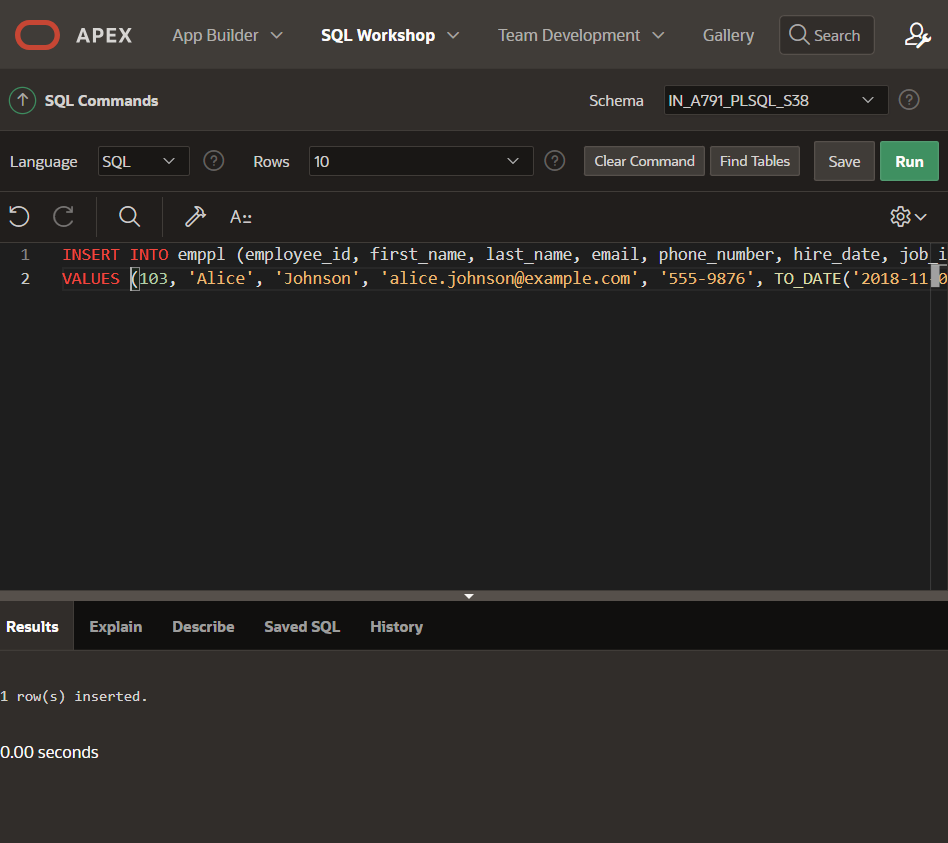 APEX App Builder SQL Workshop Team Development Gallery Search
SQL Commands Schema IN_A791_PLSQL_S38 ?
Language SQL ? Rows 10 ? Clear Command Find Tables Save Run
A::
1 INSERT INTO emppl (employee_id, first_name, last_name, email, phone_number, hire_date, job_i
2 VALUES (103, 'Alice', 'Johnson', 'alice.johnson@example.com', '555-9876', TO_DATE('2018-11-0
Results Explain Describe Saved SQL History
1 row(s) inserted.
0.00 seconds